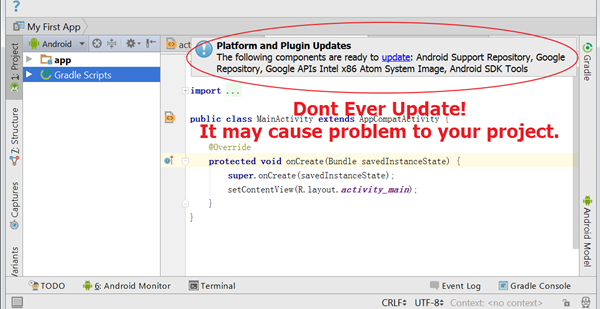 ?
My First App
Android
act
Platform and Plugin Updates
The following components are ready to update: Android Support Repository, Google
Repository, Google APIs Intel x86 Atom System Image, Android SDK Tools
app
Gradle Scripts
import ...
Dont Ever Update!
It may cause problem to your project.
public class MainActivity extends AppCompatActivity {
@Override
protected void onCreate(Bundle savedInstanceState) {
super.onCreate(savedInstanceState);
setContentView(R.layout.activity_main);
}
}
1: Project
7: Structure
Captures
Variants
Gradle
Android Model
TODO
6: Android Monitor
Terminal
Event Log
Gradle Console
CRLF
UTF-8
Context: <no context>